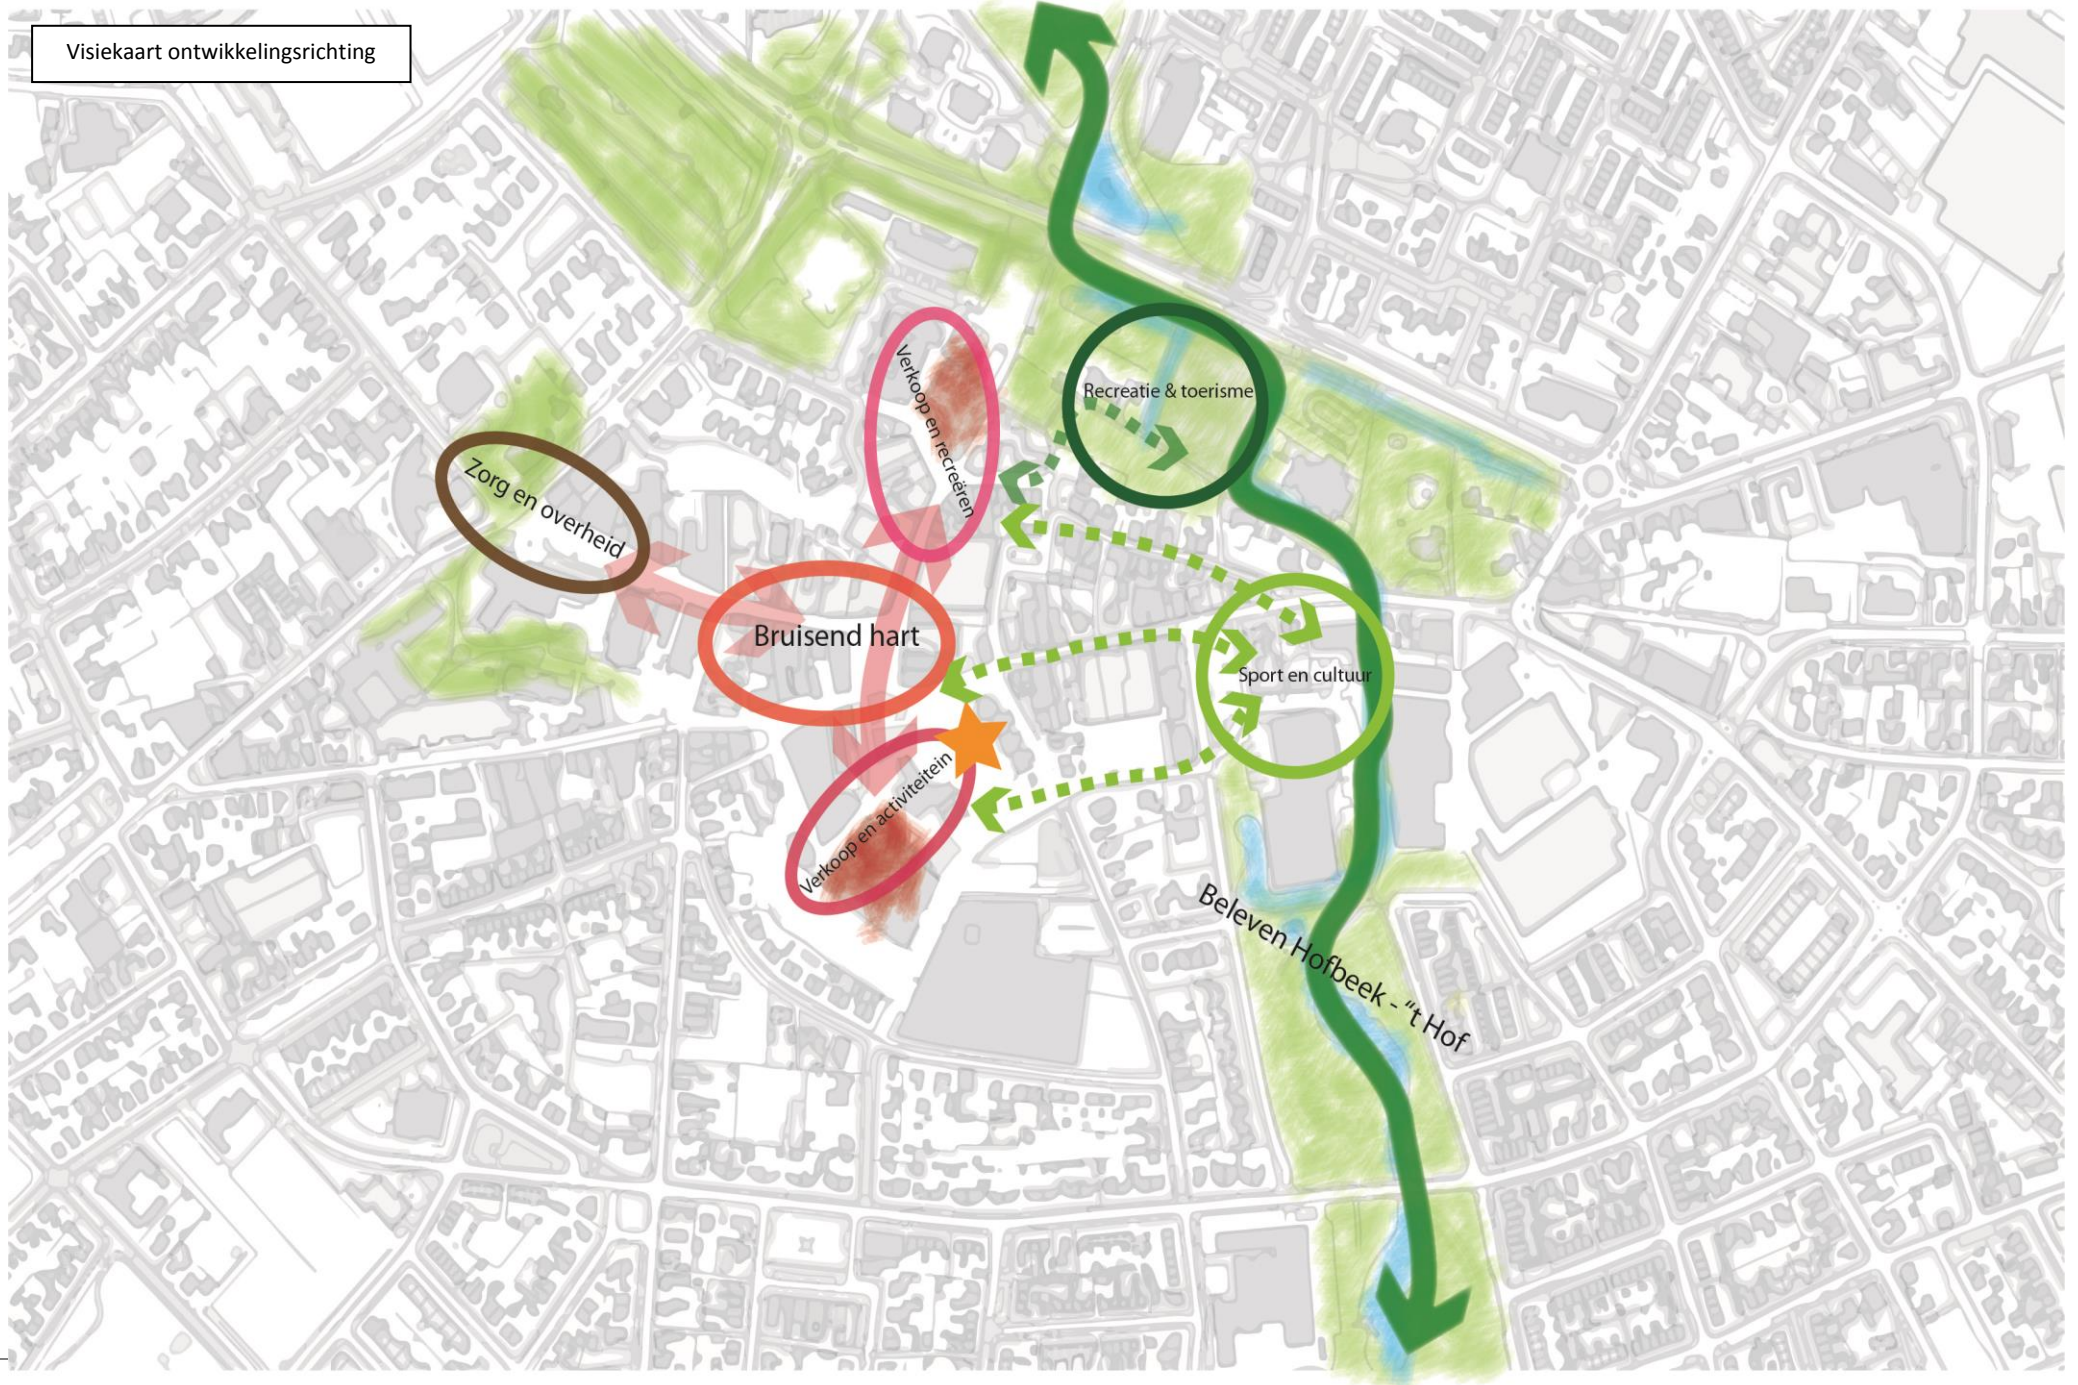 Visiekaart ontwikkelingsrichting
Verkoop en recreëren
Recreatie & toerisme
Zorg en overheid
Bruisend hart
Sport en cultuur
Verkoop en activiteitein
Beleven Hofbeek - “t Hof